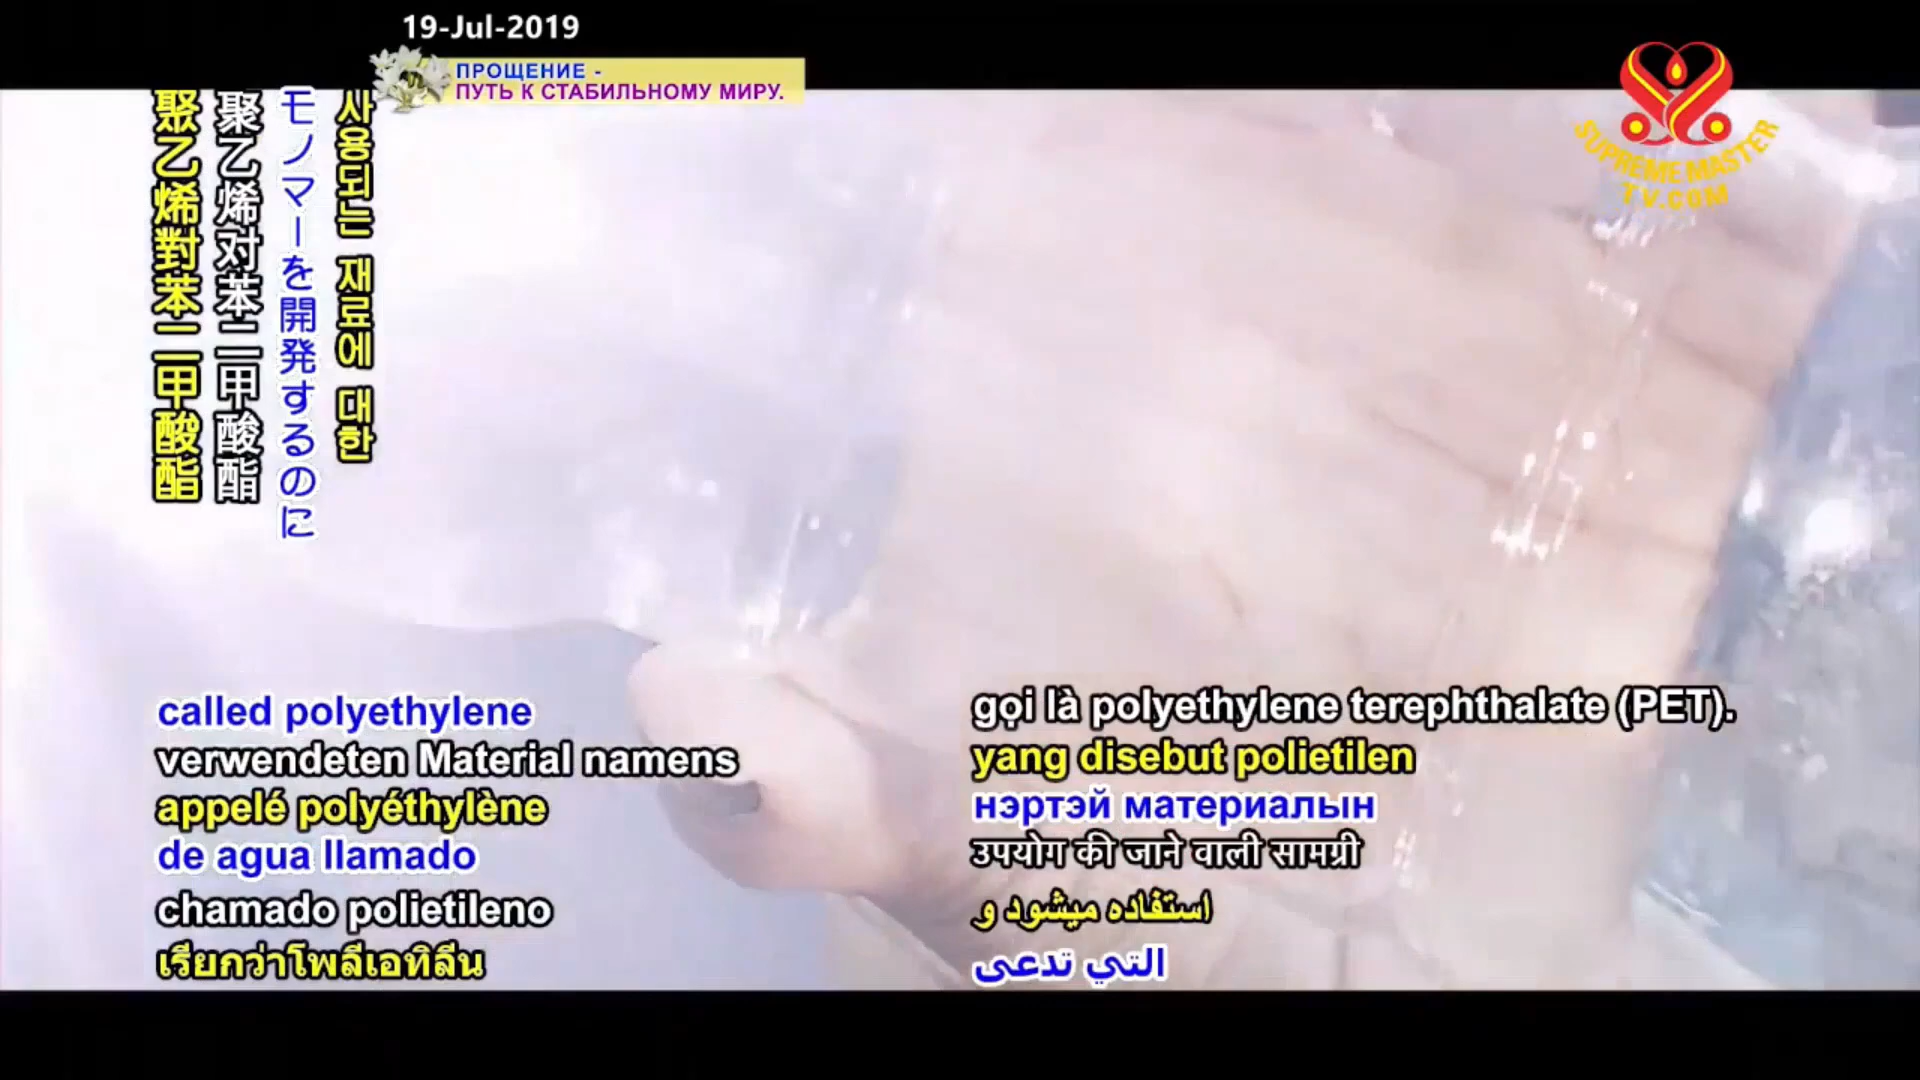 19-Jul-2019
ПРОЩЕНИЕ -
ПУТЬ К СТАБИЛЬНОМУ МИРУ.
SUPREME MASTER
TV.COM
聚乙烯對苯二甲酸酯
聚乙烯对苯二甲酸酯
モノマーを開発するのに
사용되는 재료에 대한
called polyethylene
verwendeten Material namens
appelé polyéthylène
de agua llamado
chamado polietileno
เรียกว่าโพลีเอทิลีน
gọi là polyethylene terephthalate (PET).
yang disebut polietilen
нэртэй материалын
उपयोग की जाने वाली सामग्री
استفاده میشود و
التي تدعى